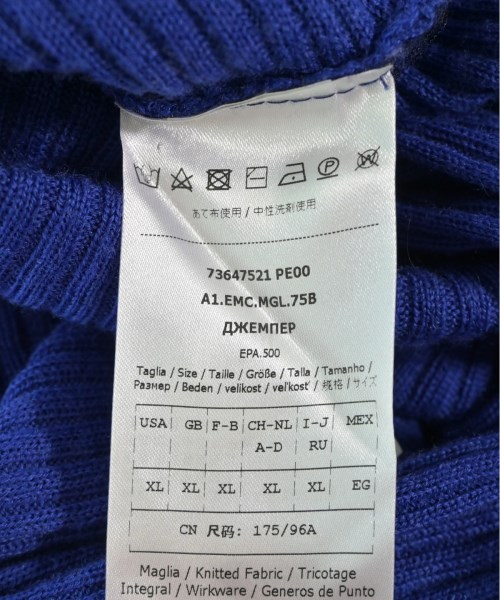 あて布使用 / 中性洗剤使用
73647521 PE00
A1.EMC.MGL.75B
ДЖЕМПЕР
EPA.500
Taglia / Size / Taille / Größe / Talla / Tamanho /
Размер / Beden / velikost / veľkosť / 规格 / サイズ
USA GB F-B CH-NL I-J MEX
A-D RU
XL XL XL XL XL EG
CN 尺码: 175/96A
Maglia / Knitted Fabric / Tricotage
Integral / Wirkware / Generos de Punto